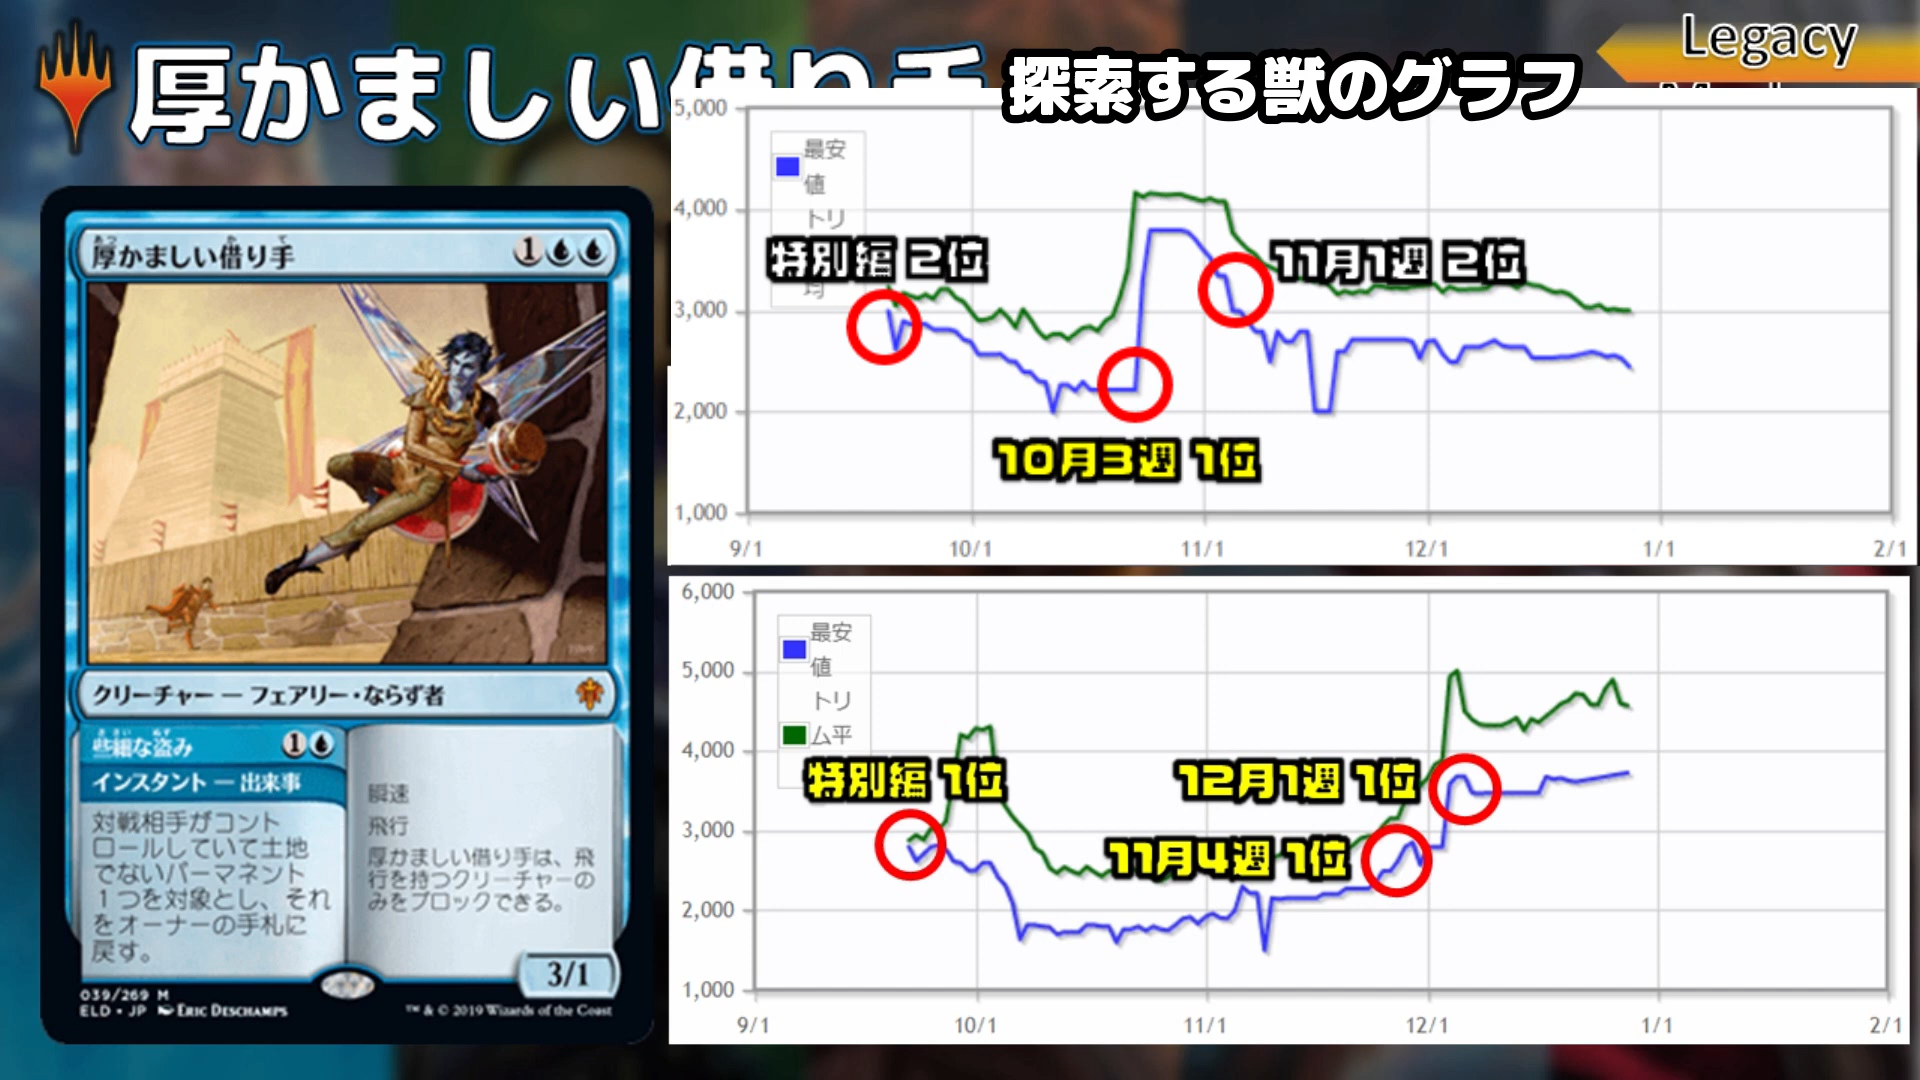 厚かましい借り手
探索する獣のグラフ
Legacy
厚かましい借り手
1
クリーチャー — フェアリー・ならず者
些細な盗み
1
インスタント — 出来事
対戦相手がコント
ロールしていて土地
でないパーマネント
1つを対象とし、それ
をオーナーの手札に
戻す。
瞬速
飛行
厚かましい借り手は、飛
行を持つクリーチャーの
みをブロックできる。
3/1
039/269 M
ELD • JP ERIC DESCHAMPS
™ & © 2019 Wizards of the Coast
5,000
4,000
3,000
2,000
1,000
最安
値
トリ
均
特別編 2位
11月1週 2位
10月3週 1位
9/1 10/1 11/1 12/1 1/1 2/1
6,000
5,000
4,000
3,000
2,000
1,000
最安
値
トリ
ム平
特別編 1位
12月1週 1位
11月4週 1位
9/1 10/1 11/1 12/1 1/1 2/1